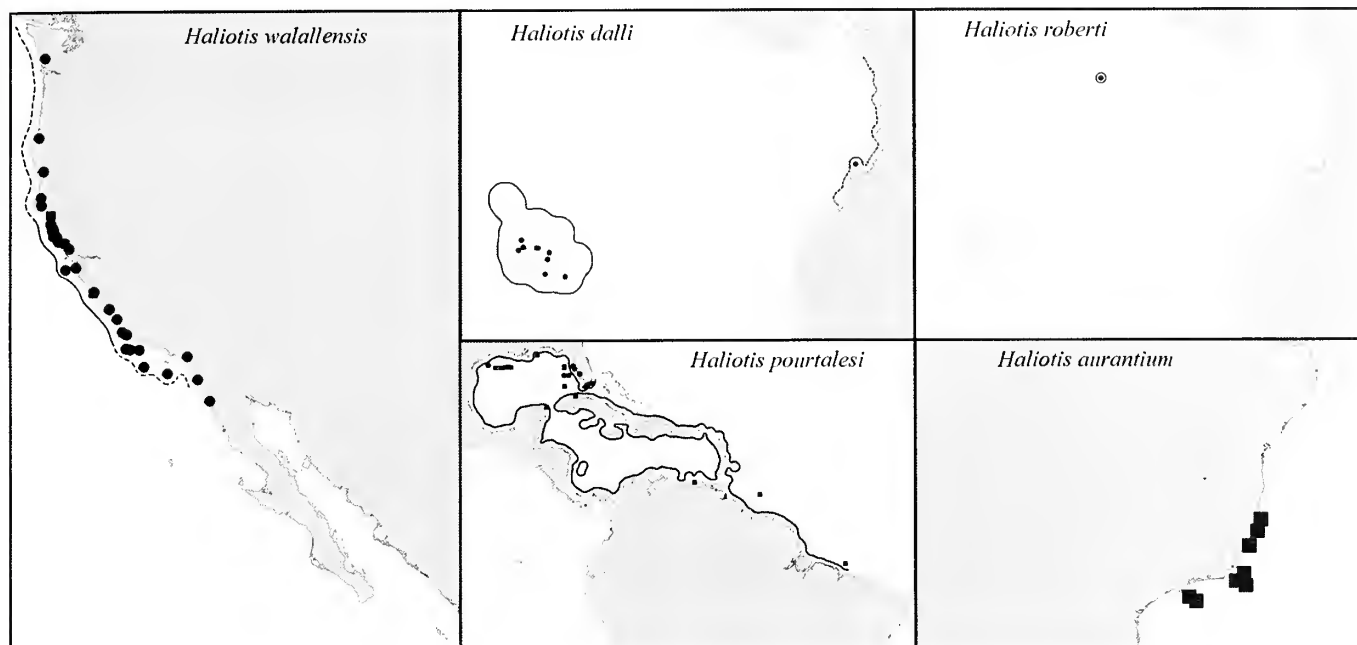 Haliotis walallensis
Haliotis dalli
Haliotis roberti
Haliotis pourtalesi
Haliotis aurantium